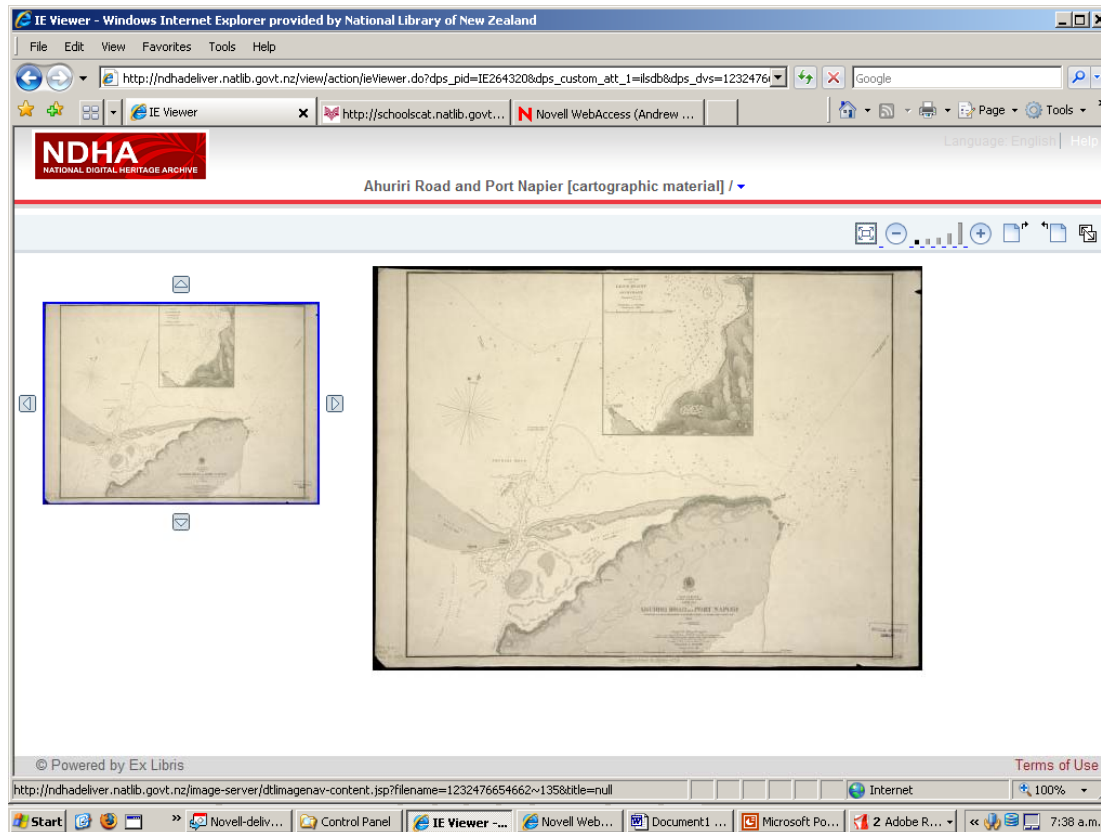 IE Viewer - Windows Internet Explorer provided by National Library of New Zealand
File Edit View Favorites Tools Help
http://ndhadeliver.natlib.govt.nz/view/action/ieViewer.do?dps_pid=IE264320&dps_custom_att_1=ilsdb&dps_dvs=1232476
Google
IE Viewer
http://schoolscat.natlib.govt...
Novell WebAccess (Andrew ...
Page Tools
Language: English Help
NDHA
NATIONAL DIGITAL HERITAGE ARCHIVE
Ahuriri Road and Port Napier [cartographic material] /
AHURIRI ROAD AND PORT NAPIER
© Powered by Ex Libris
Terms of Use
http://ndhadeliver.natlib.govt.nz/image-server/dtlimagenav-content.jsp?filename=1232476654662~135&title=null
Internet
100%
Start
Novell-deliv...
Control Panel
IE Viewer -...
Novell Web...
Document1 ...
Microsoft Po...
2 Adobe R...
7:38 a.m.